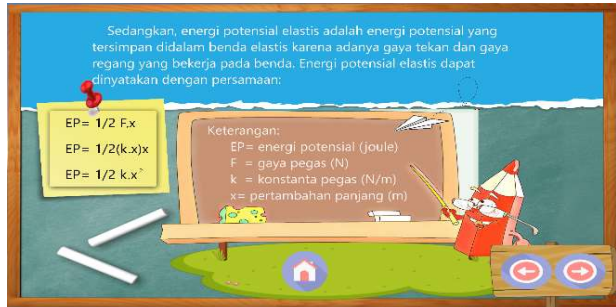 Sedangkan, energi potensial elastis adalah energi potensial yang
tersimpan didalam benda elastis karena adanya gaya tekan dan gaya
regang yang bekerja pada benda. Energi potensial elastis dapat
dinyatakan dengan persamaan:
EP= 1/2 F.x
EP= 1/2(k.x)x
EP= 1/2 k.x²
Keterangan:
EP= energi potensial (joule)
F = gaya pegas (N)
k = konstanta pegas (N/m)
x= pertambahan panjang (m)